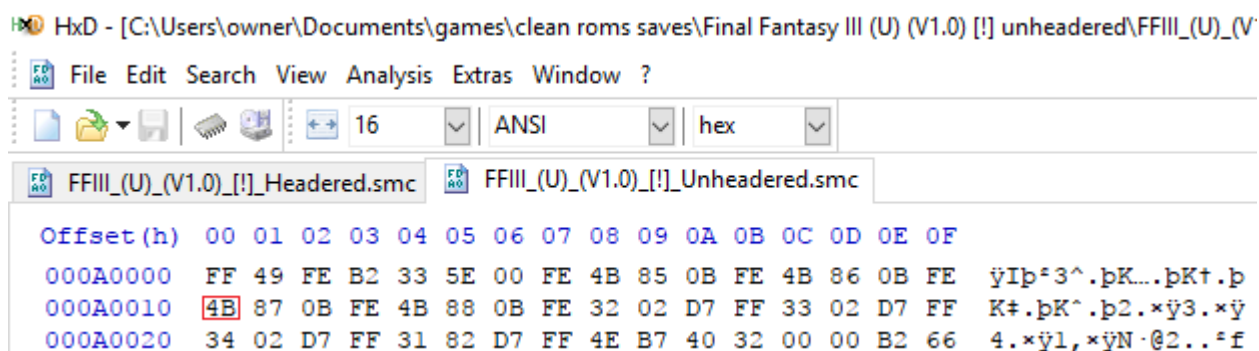 HxD - [C:\Users\owner\Documents\games\clean roms saves\Final Fantasy III (U) (V1.0) [!] unheadered\FFIII_(U)_(V1
File Edit Search View Analysis Extras Window ?
16 ANSI hex
FFIII_(U)_(V1.0)_[!]_Headered.smc FFIII_(U)_(V1.0)_[!]_Unheadered.smc
Offset(h) 00 01 02 03 04 05 06 07 08 09 0A 0B 0C 0D 0E 0F
000A0000 FF 49 FE B2 33 5E 00 FE 4B 85 0B FE 4B 86 0B FE ÿIþ²3^.þK….þK†.þ
000A0010 4B 87 0B FE 4B 88 0B FE 32 02 D7 FF 33 02 D7 FF K‡.þKˆ.þ2.×ÿ3.×ÿ
000A0020 34 02 D7 FF 31 82 D7 FF 4E B7 40 32 00 00 B2 66 4.×ÿ1‚×ÿN·@2..²f